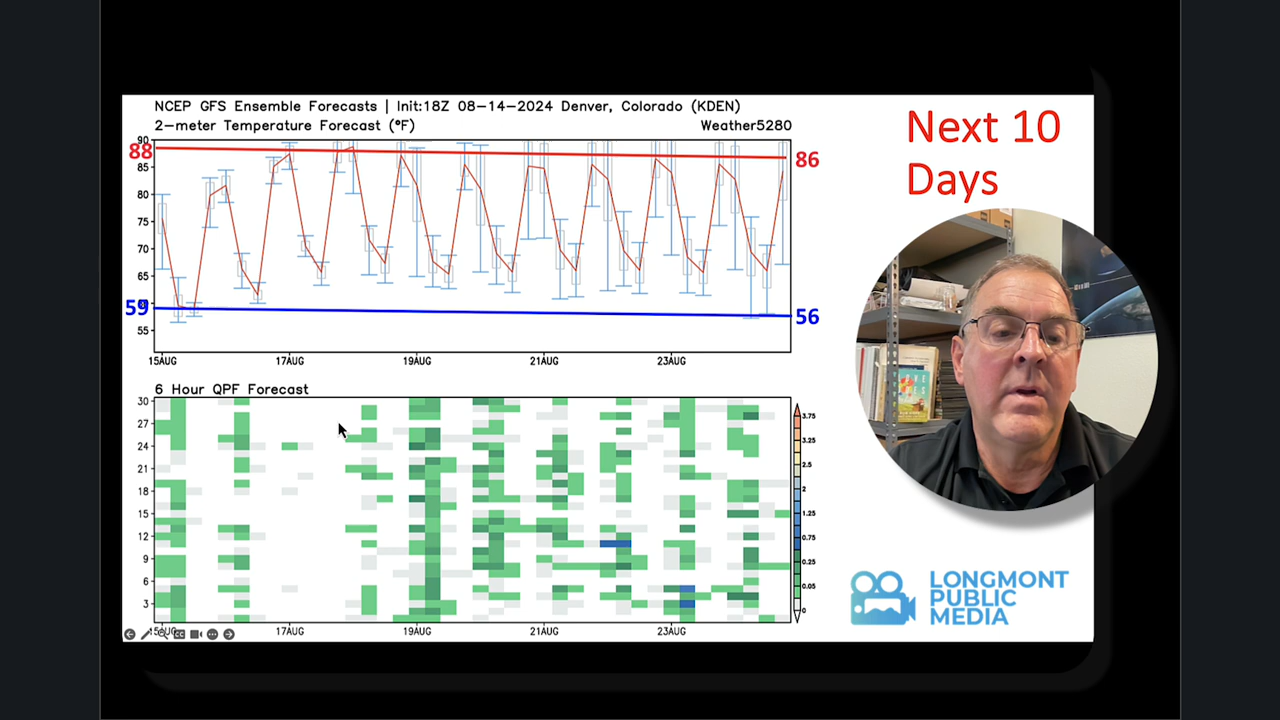 NCEP GFS Ensemble Forecasts | Init:18Z 08-14-2024 Denver, Colorado (KDEN)
2-meter Temperature Forecast (°F)
Weather5280
90
88
85
80
75
70
65
59
55
86
56
15AUG
17AUG
19AUG
21AUG
23AUG
6 Hour QPF Forecast
30
27
24
21
18
15
12
9
6
3
3.75
3.25
2.5
2
1.25
0.75
0.25
0.05
0
17AUG
19AUG
21AUG
23AUG
Next 10
Days
LONGMONT
PUBLIC
MEDIA